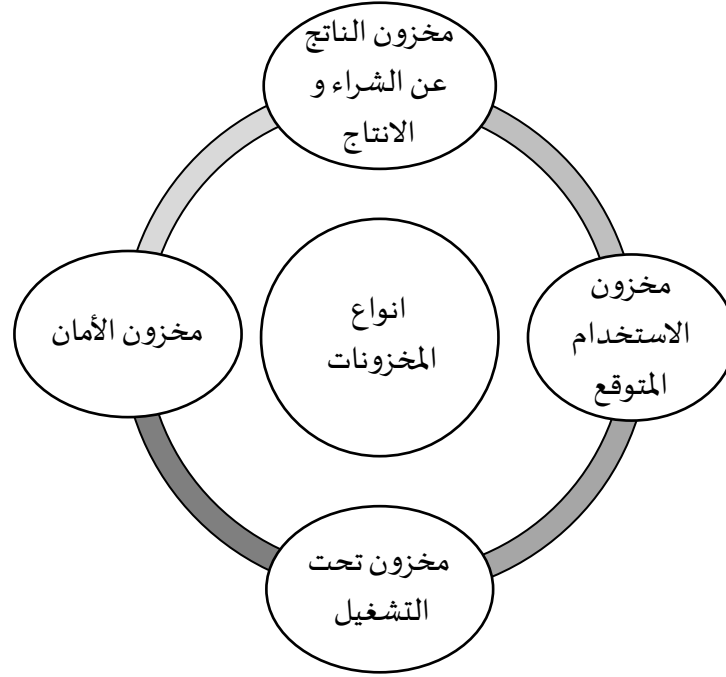 مخزون الناتج
عن الشراء و
الانتاج
مخزون
الاستخدام
المتوقع
انواع
المخزونات
مخزون الأمان
مخزون تحت
التشغيل